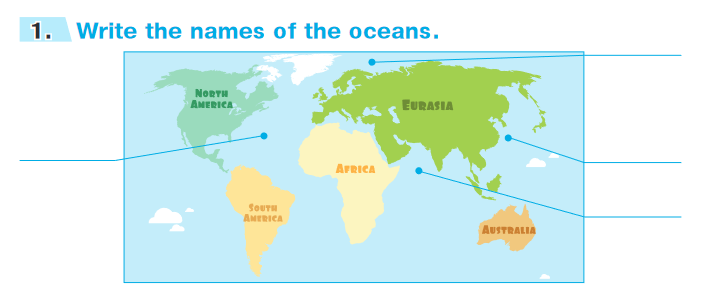 1. Write the names of the oceans.
NORTH
AMERICA
EURASIA
AFRICA
SOUTH
AMERICA
AUSTRALIA